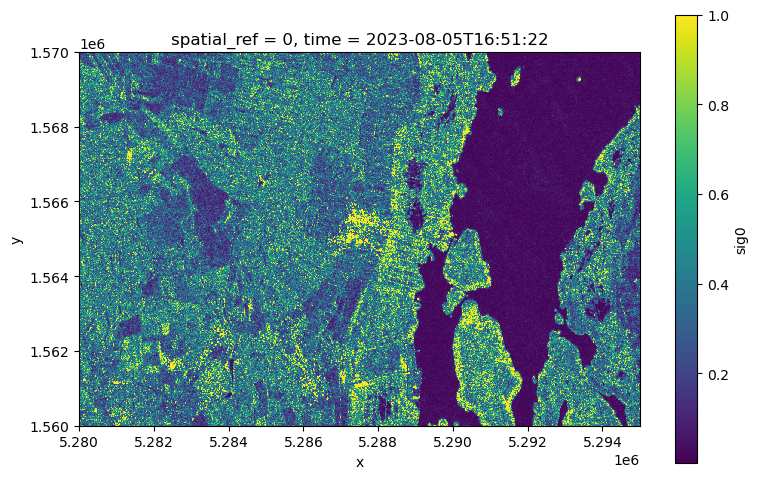 spatial_ref = 0, time = 2023-08-05T16:51:22
1e6
1.570
1.568
1.566
1.564
1.562
1.560
y
5.280 5.282 5.284 5.286 5.288 5.290 5.292 5.294
x
1e6
1.0
0.8
0.6
0.4
0.2
sig0